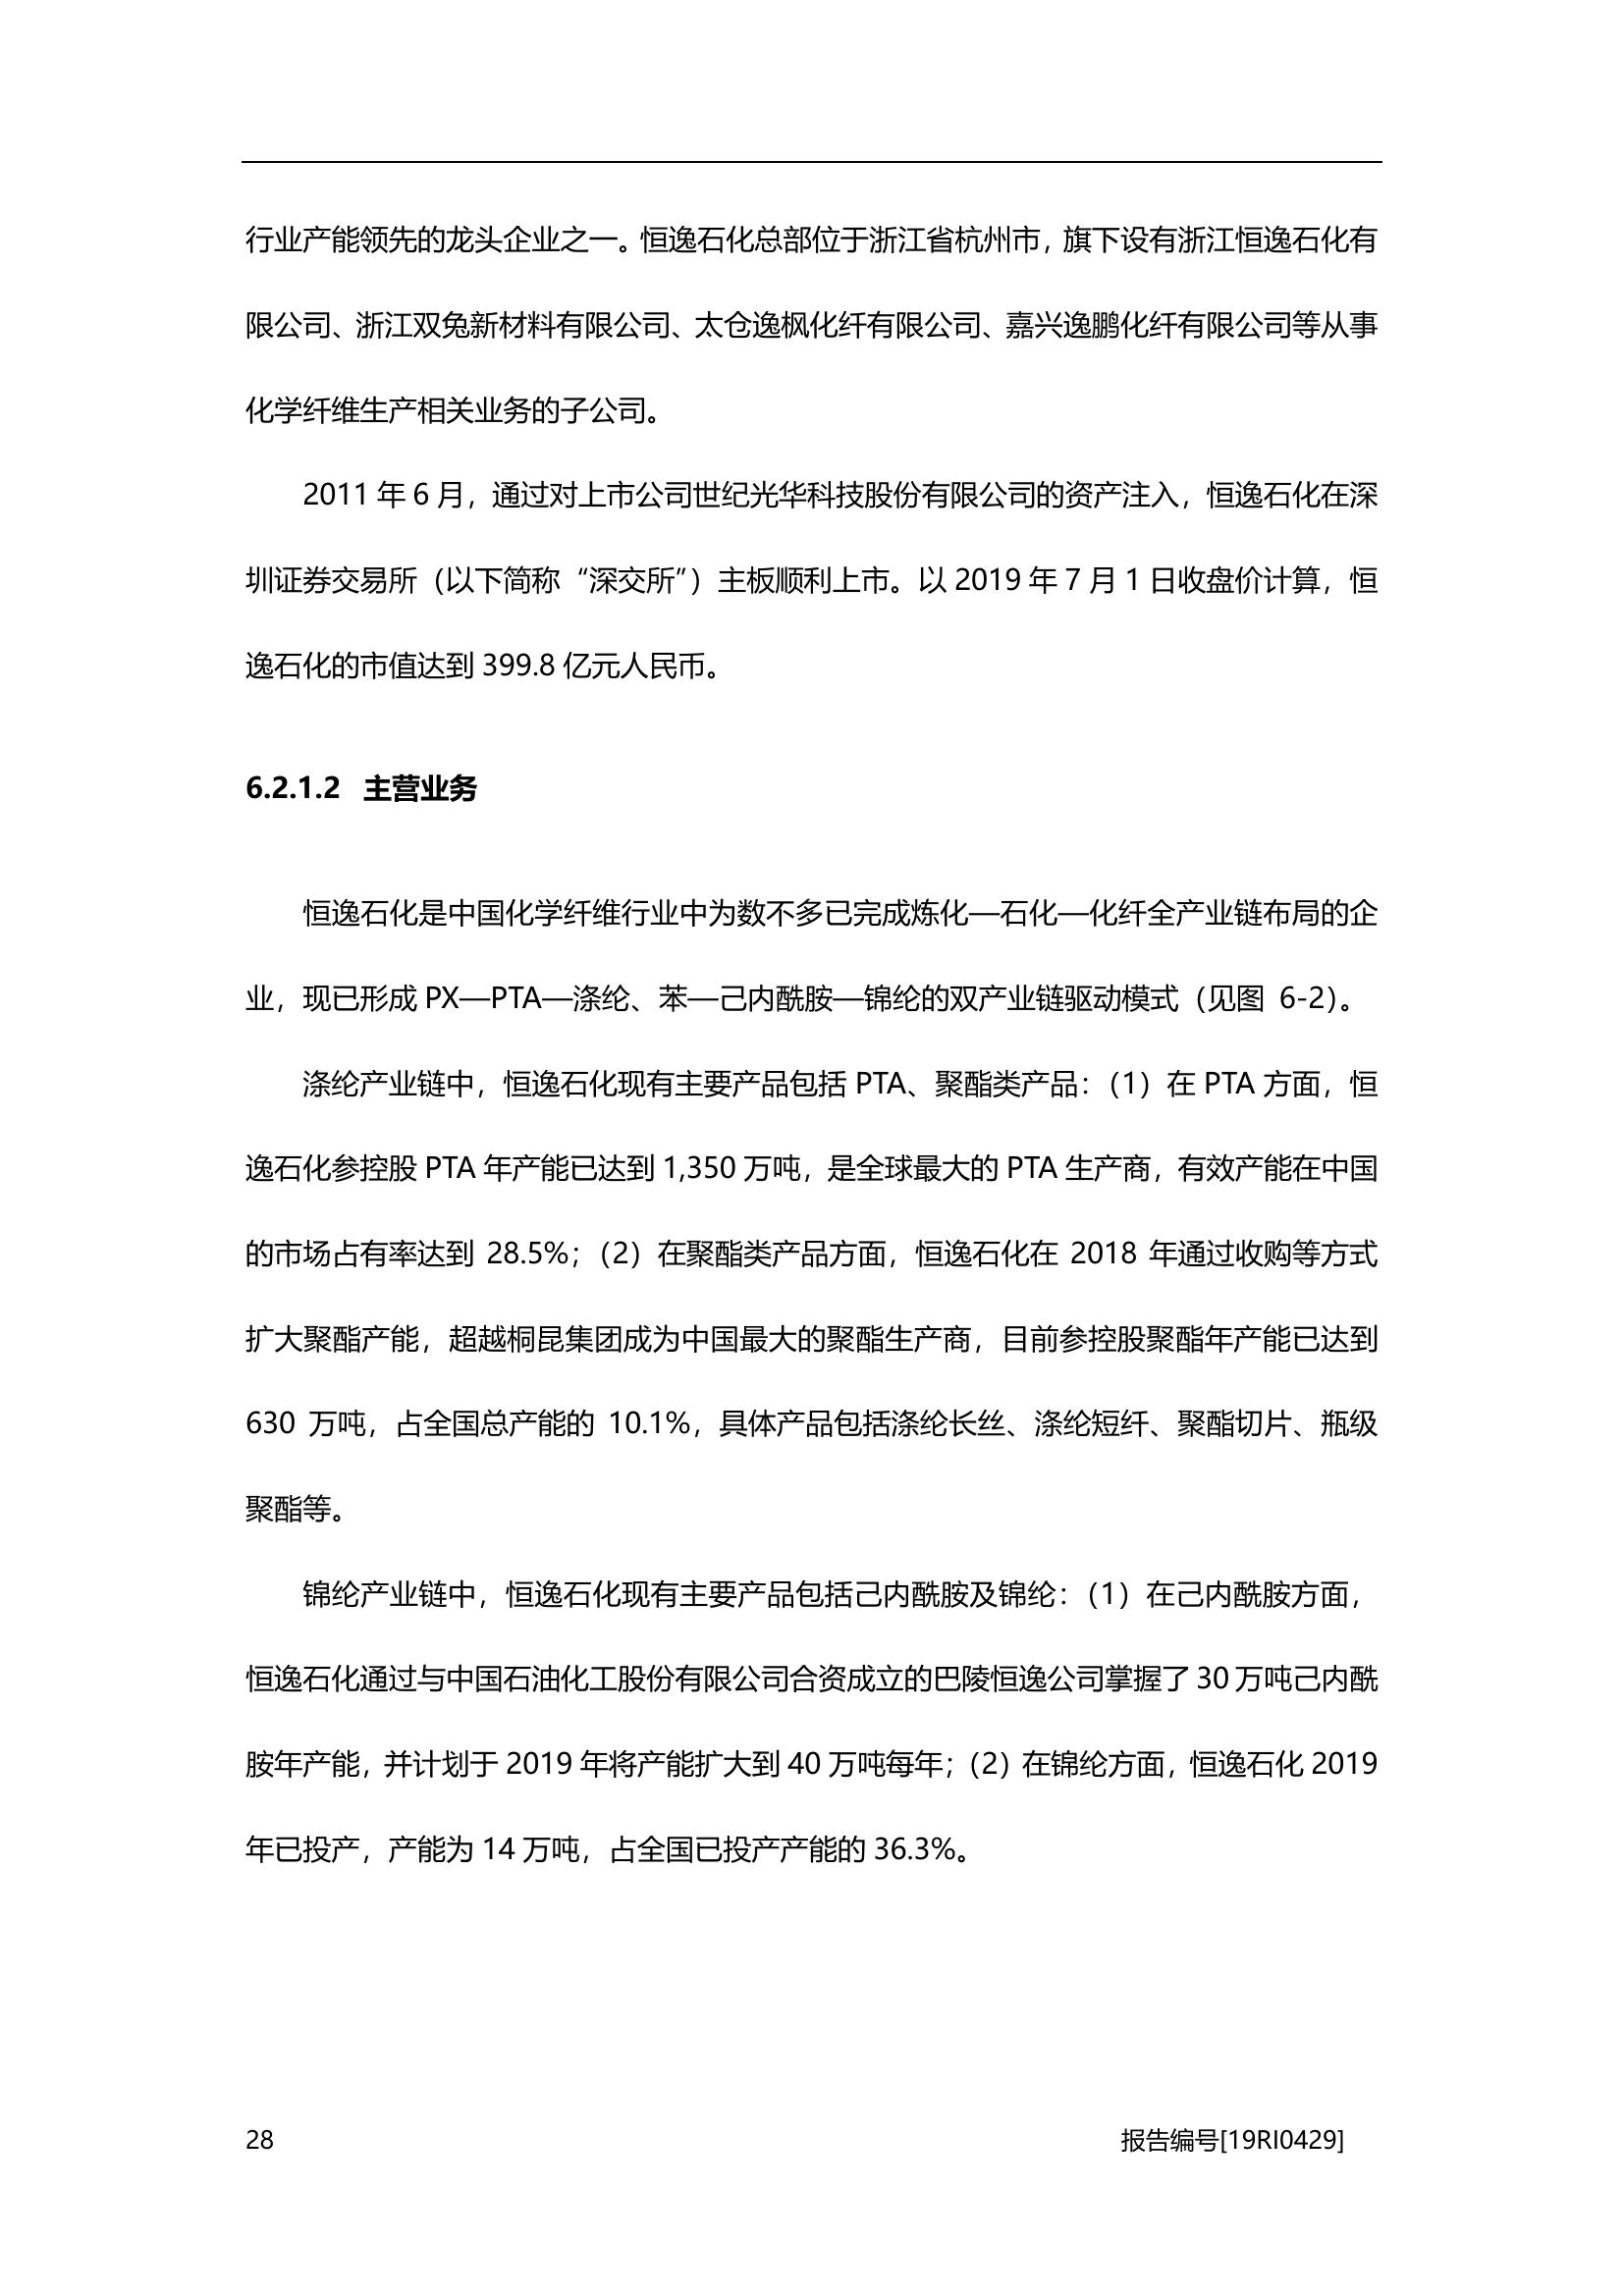 行业产能领先的龙头企业之一。恒逸石化总部位于浙江省杭州市，旗下设有浙江恒逸石化有
限公司、浙江双兔新材料有限公司、太仓逸枫化纤有限公司、嘉兴逸鹏化纤有限公司等从事
化学纤维生产相关业务的子公司。
2011 年 6 月，通过对上市公司世纪光华科技股份有限公司的资产注入，恒逸石化在深
圳证券交易所（以下简称“深交所”）主板顺利上市。以 2019 年 7 月 1 日收盘价计算，恒
逸石化的市值达到 399.8 亿元人民币。
6.2.1.2 主营业务
恒逸石化是中国化学纤维行业中为数不多已完成炼化—石化—化纤全产业链布局的企
业，现已形成 PX—PTA—涤纶、苯—己内酰胺—锦纶的双产业链驱动模式（见图 6-2）。
涤纶产业链中，恒逸石化现有主要产品包括 PTA、聚酯类产品：（1）在 PTA 方面，恒
逸石化参控股 PTA 年产能已达到 1,350 万吨，是全球最大的 PTA 生产商，有效产能在中国
的市场占有率达到 28.5%；（2）在聚酯类产品方面，恒逸石化在 2018 年通过收购等方式
扩大聚酯产能，超越桐昆集团成为中国最大的聚酯生产商，目前参控股聚酯年产能已达到
630 万吨，占全国总产能的 10.1%，具体产品包括涤纶长丝、涤纶短纤、聚酯切片、瓶级
聚酯等。
锦纶产业链中，恒逸石化现有主要产品包括己内酰胺及锦纶：（1）在己内酰胺方面，
恒逸石化通过与中国石油化工股份有限公司合资成立的巴陵恒逸公司掌握了 30 万吨己内酰
胺年产能，并计划于 2019 年将产能扩大到 40 万吨每年；（2）在锦纶方面，恒逸石化 2019
年已投产，产能为 14 万吨，占全国已投产产能的 36.3%。
28 报告编号[19RI0429]